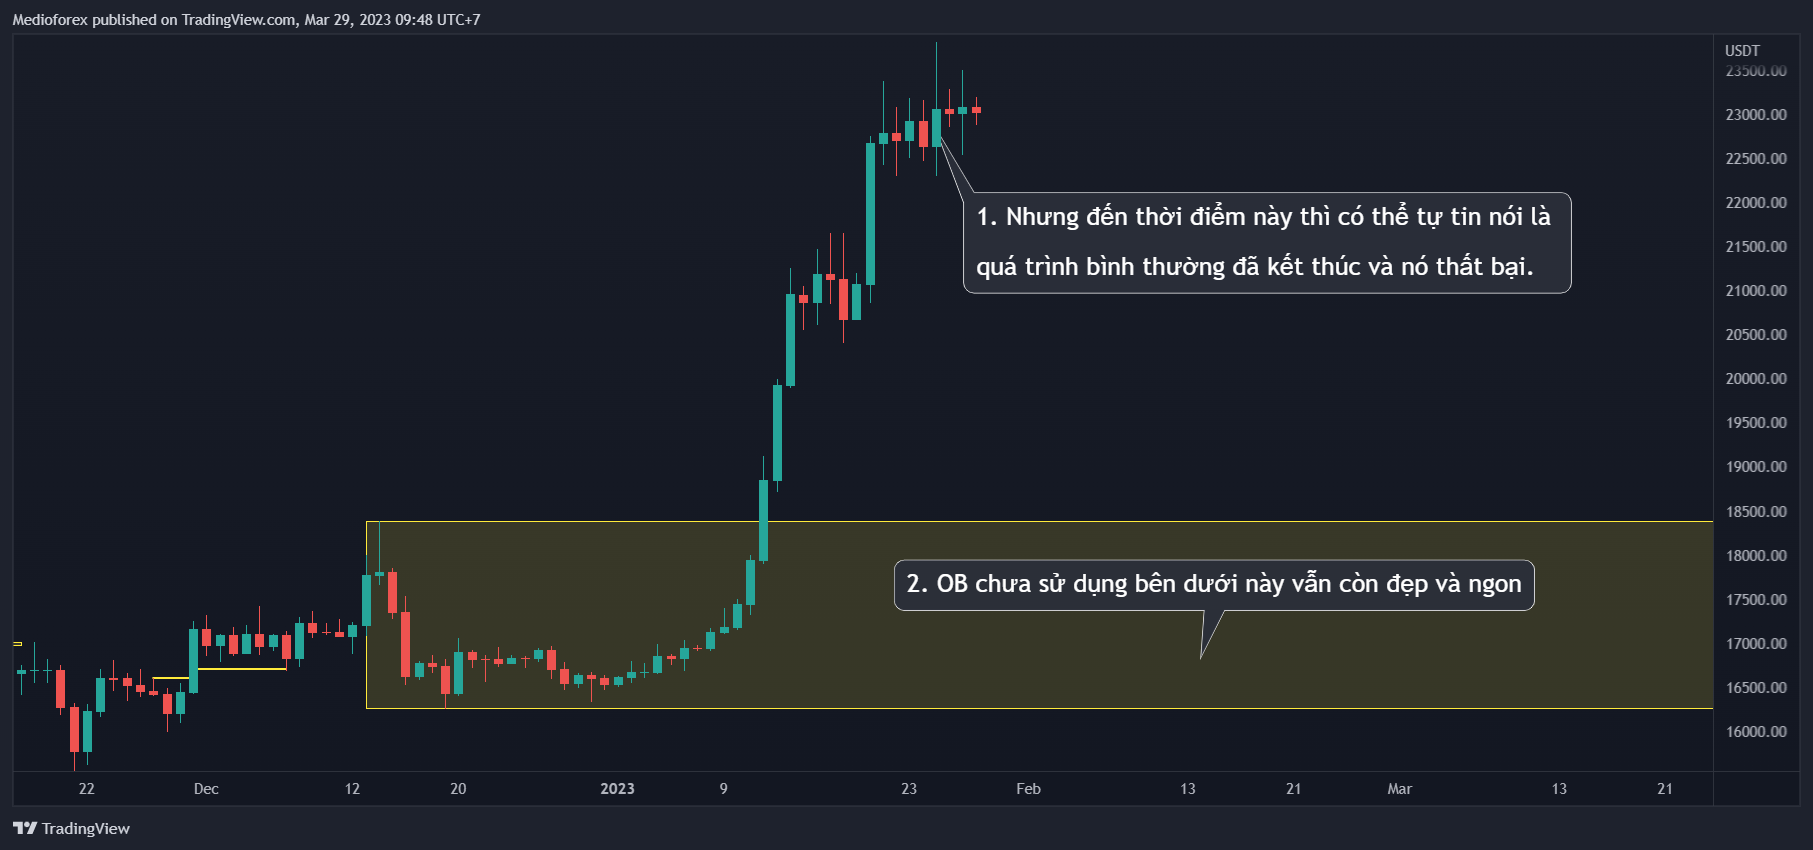 Medioforex published on TradingView.com, Mar 29, 2023 09:48 UTC+7
USDT
23500.00
23000.00
22500.00
22000.00
21500.00
21000.00
20500.00
20000.00
19500.00
19000.00
18500.00
18000.00
17500.00
17000.00
16500.00
16000.00
1. Nhưng đến thời điểm này thì có thể tự tin nói là
quá trình bình thường đã kết thúc và nó thất bại.
2. OB chưa sử dụng bên dưới này vẫn còn đẹp và ngon
22 Dec 12 20 2023 9 23 Feb 13 21 Mar 13 21
TradingView